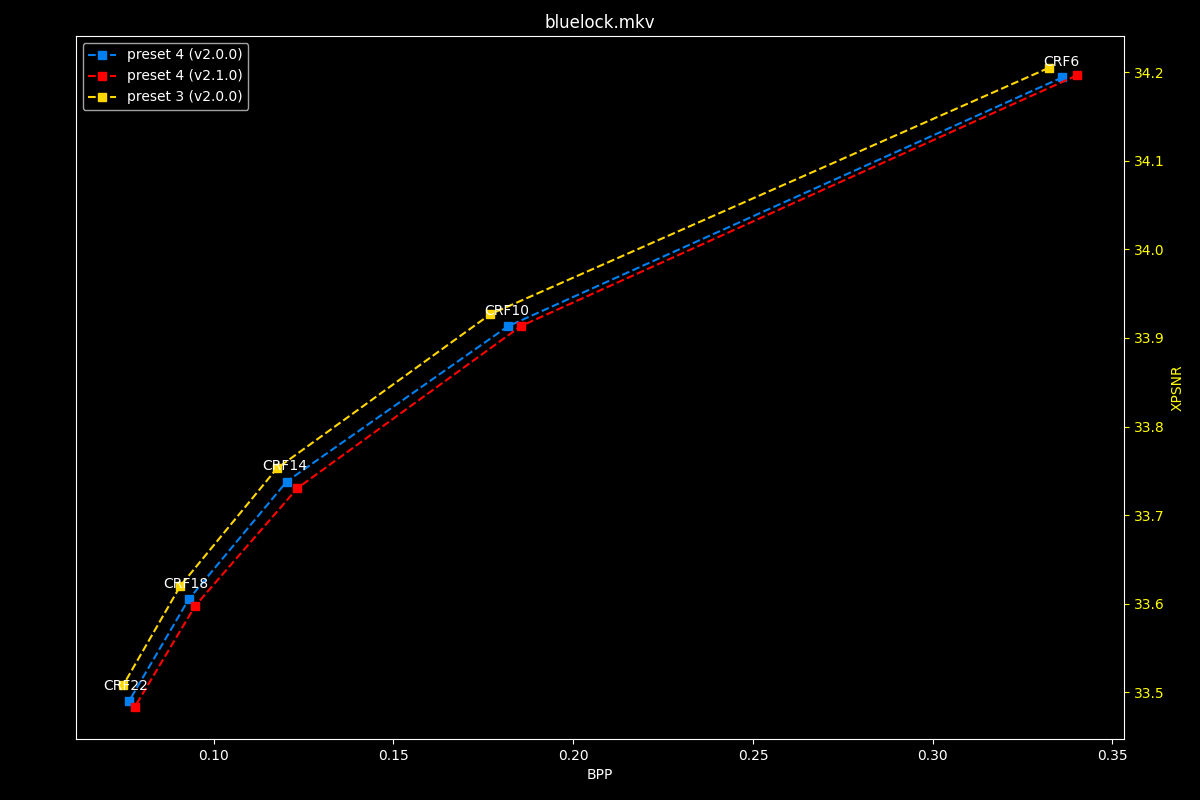 bluelock.mkv
preset 4 (v2.0.0)
preset 4 (v2.1.0)
preset 3 (v2.0.0)
CRF6
34.2
34.1
34.0
CRF10
33.9
XPSNR
33.8
CRF14
33.7
CRF18
33.6
CRF22
33.5
0.10 0.15 0.20 0.25 0.30 0.35
BPP